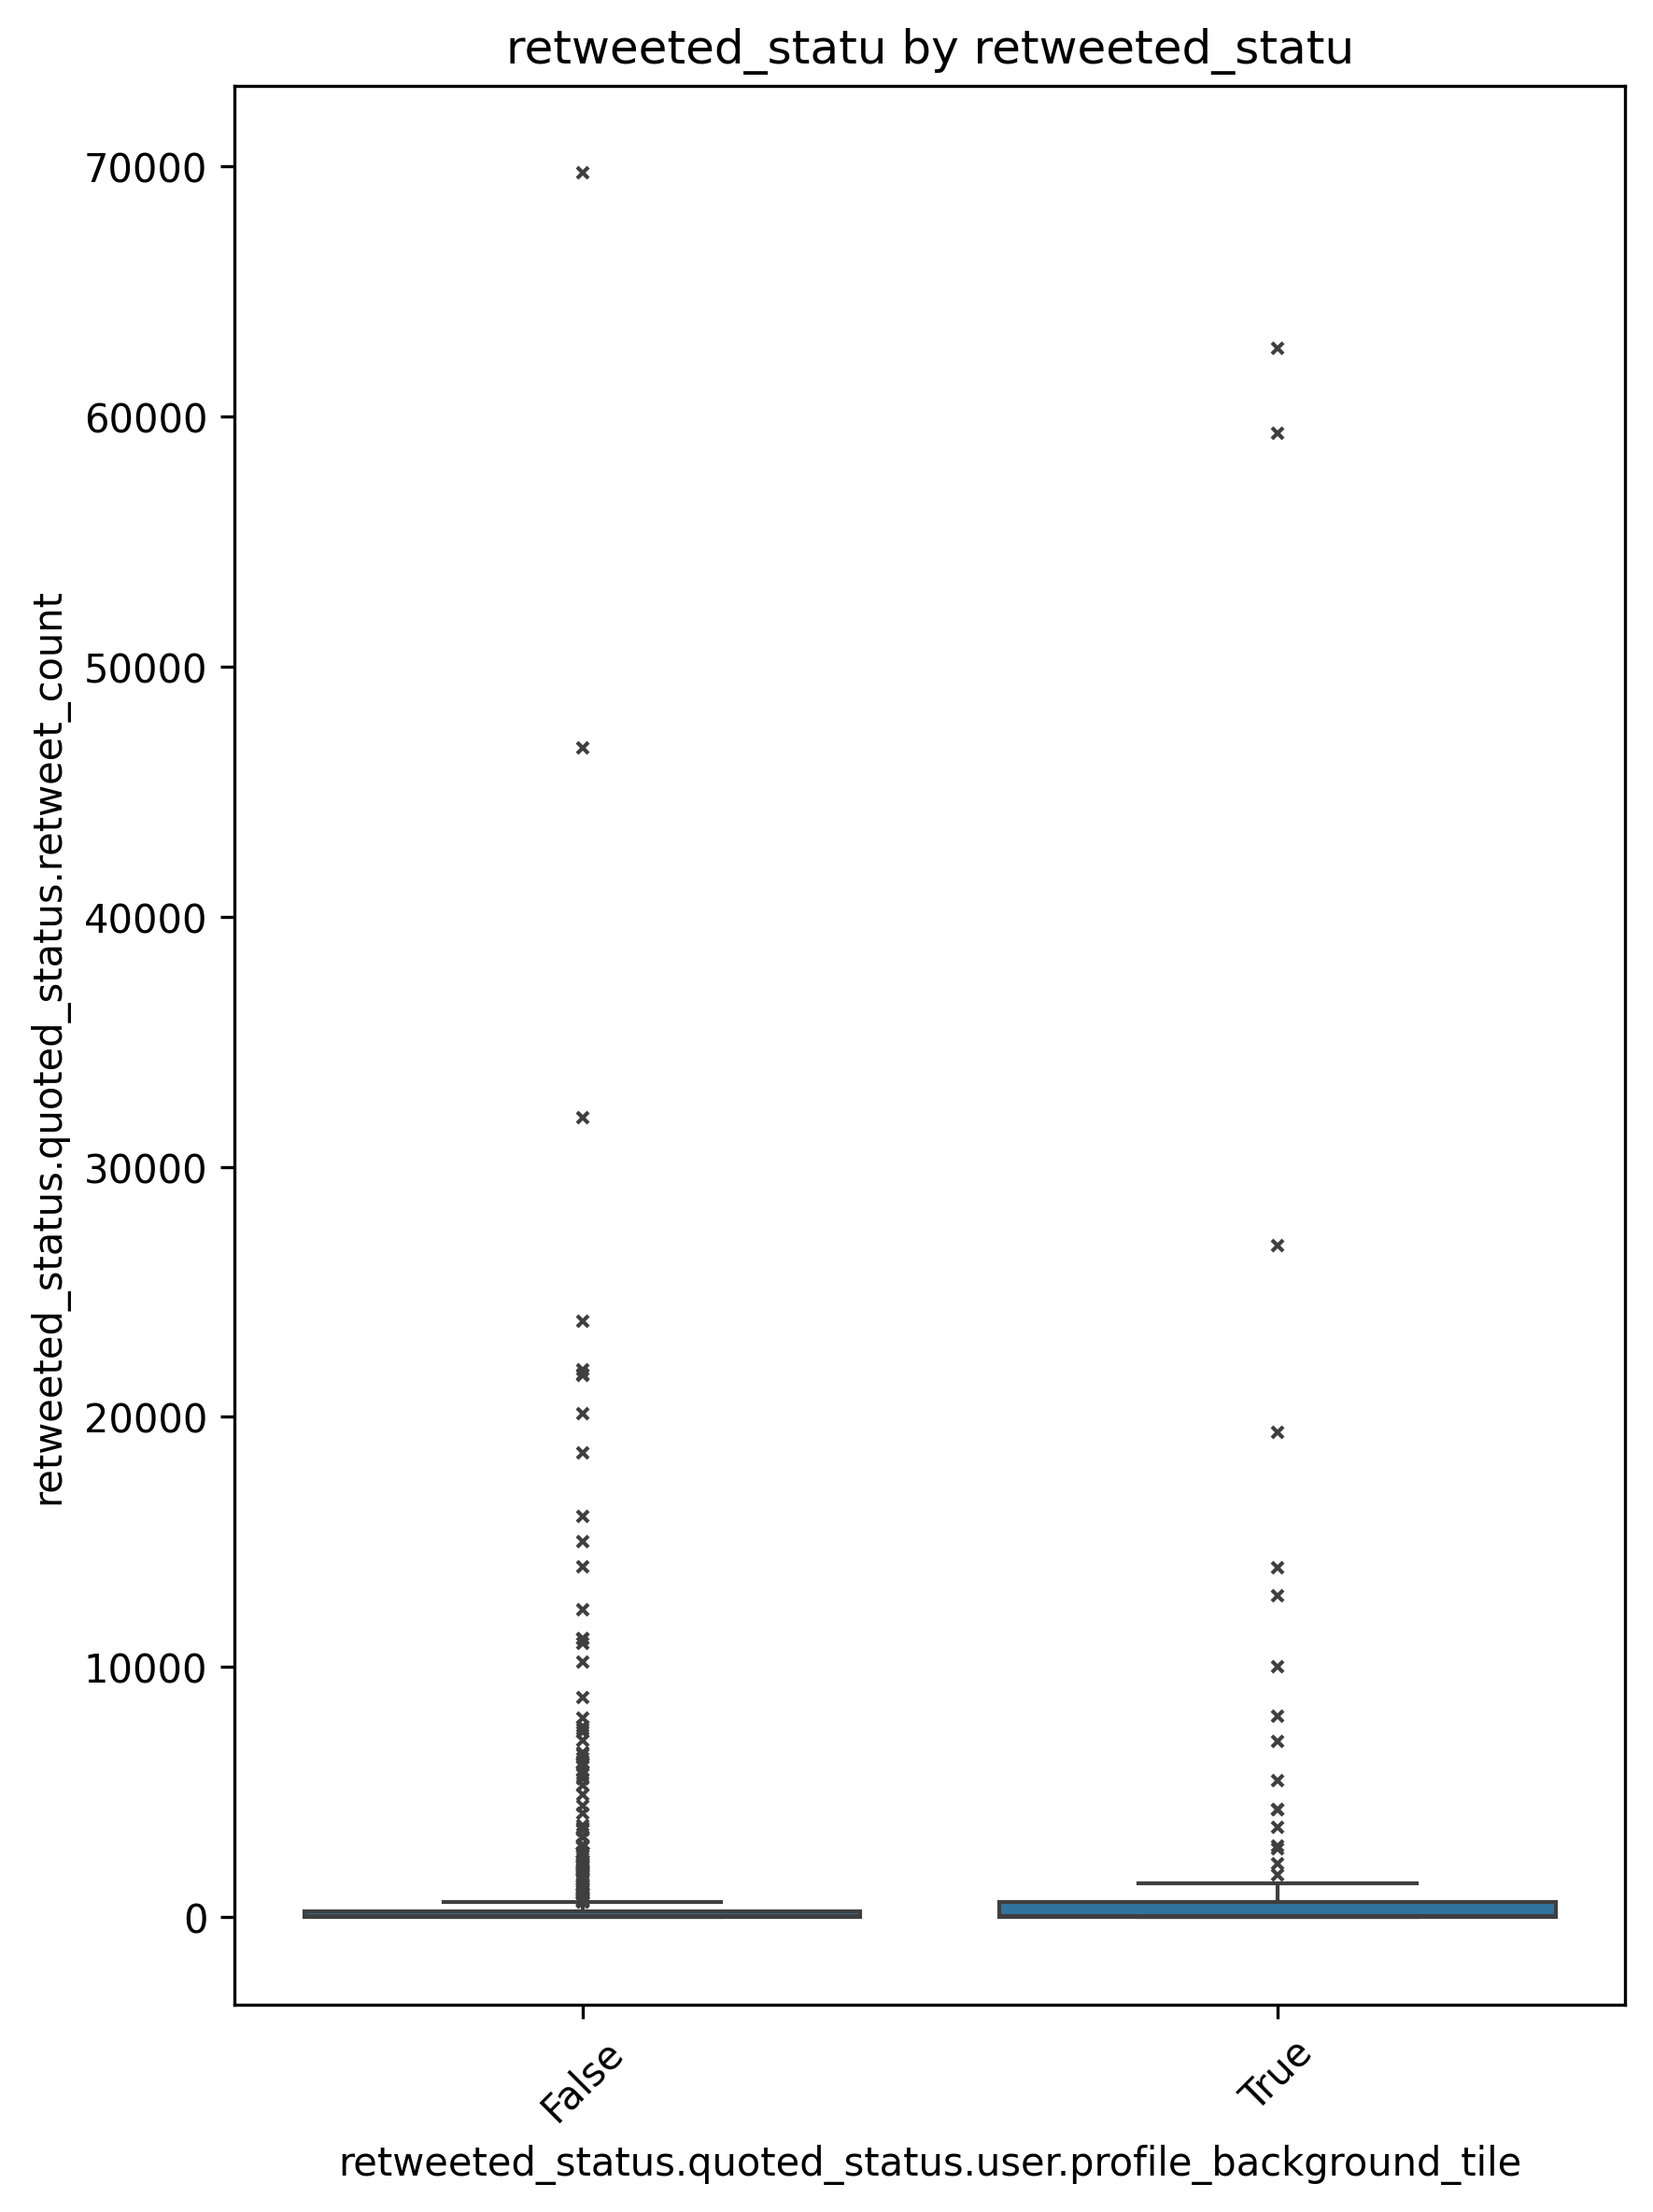 retweeted_statu by retweeted_statu
70000
60000
50000
40000
30000
20000
10000
0
retweeted_status.quoted_status.retweet_count
False
True
retweeted_status.quoted_status.user.profile_background_tile